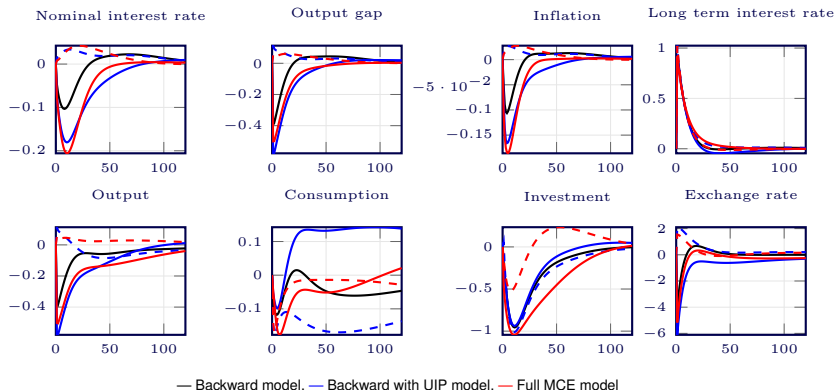 Nominal interest rate
Output gap
Inflation
Long term interest rate
0
−0.1
−0.2
0 50 100
0
−0.2
−0.4
0 50 100
0
−5 · 10−2
−0.1
−0.15
0 50 100
1
0.5
0
0 50 100
Output
Consumption
Investment
Exchange rate
0
−0.2
−0.4
0 50 100
0.1
0
−0.1
0 50 100
0
−0.5
−1
0 50 100
2
0
−2
−4
−6
0 50 100
— Backward model, — Backward with UIP model, — Full MCE model